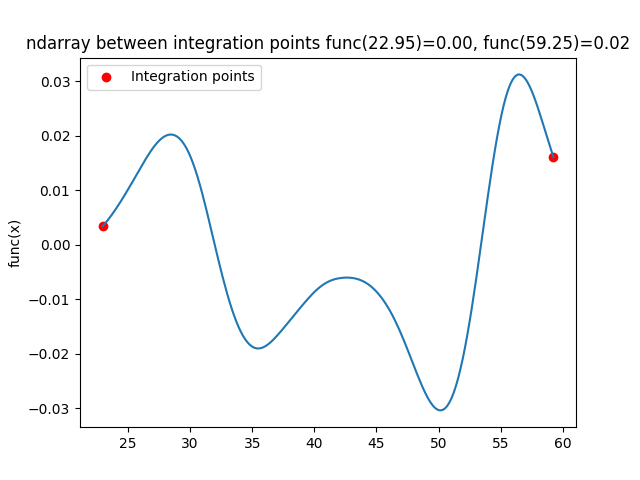 ndarray between integration points func(22.95)=0.00, func(59.25)=0.02
Integration points
func(x)
0.03
0.02
0.01
0.00
−0.01
−0.02
−0.03
25 30 35 40 45 50 55 60